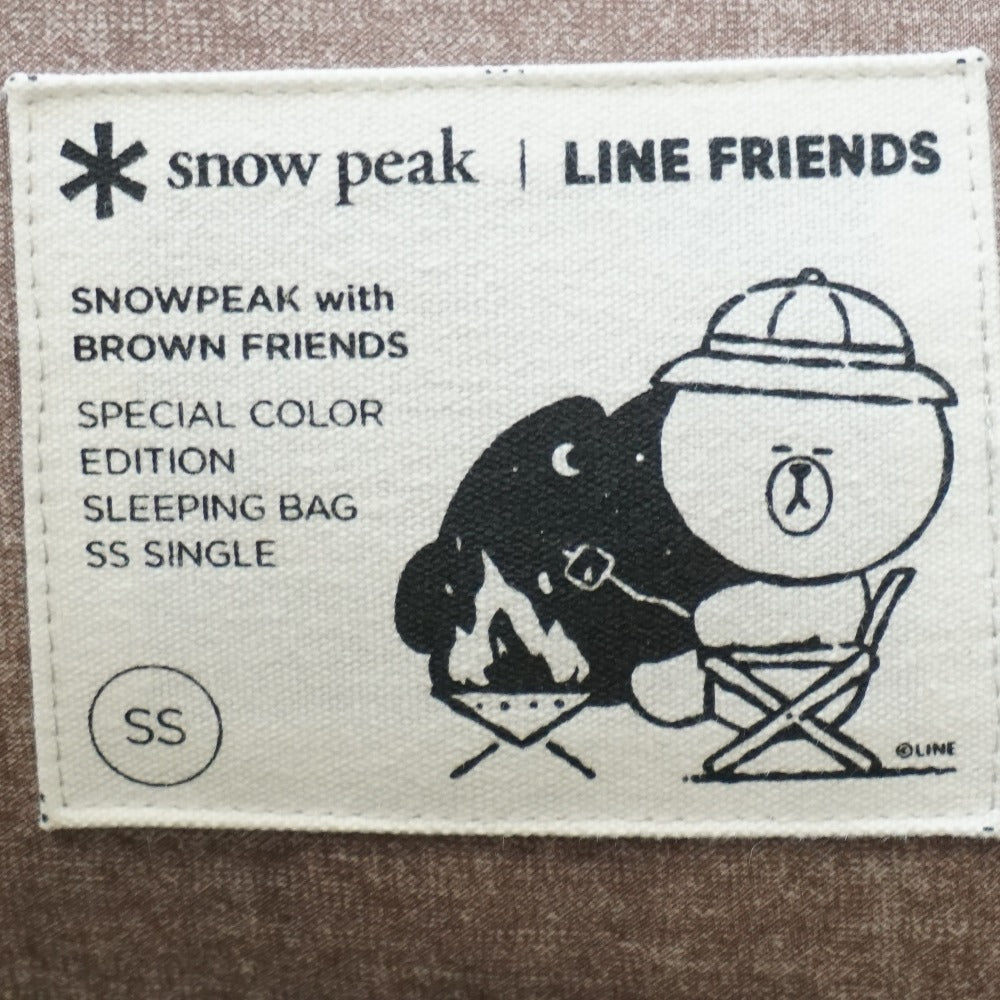 snow peak | LINE FRIENDS
SNOWPEAK with
BROWN FRIENDS
SPECIAL COLOR
EDITION
SLEEPING BAG
SS SINGLE
SS
©LINE